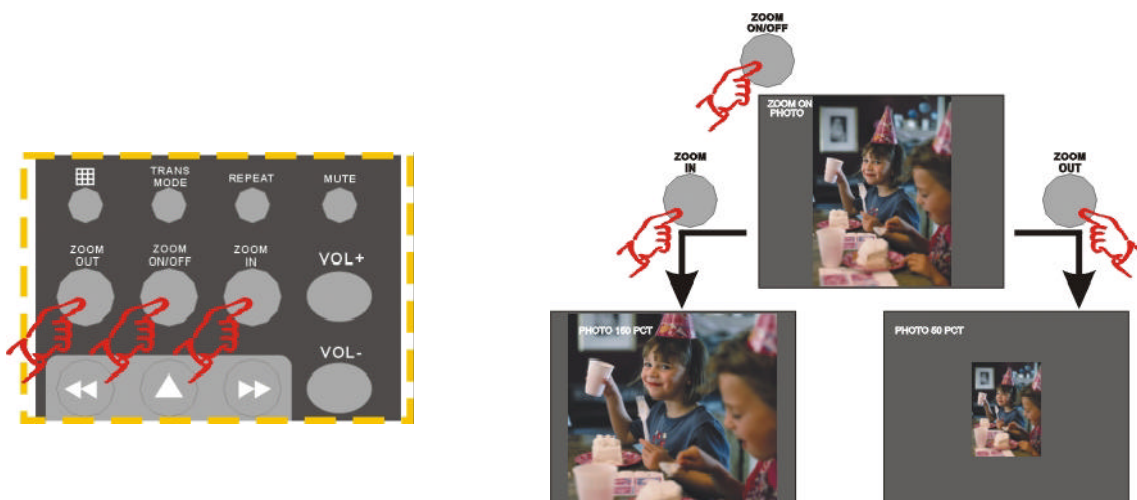 TRANS
MODE
REPEAT
MUTE
ZOOM
OUT
ZOOM
ON/OFF
ZOOM
IN
VOL+
VOL-
ZOOM
ON/OFF
ZOOM ON
PHOTO
ZOOM
IN
ZOOM
OUT
PHOTO 150 PCT
PHOTO 50 PCT